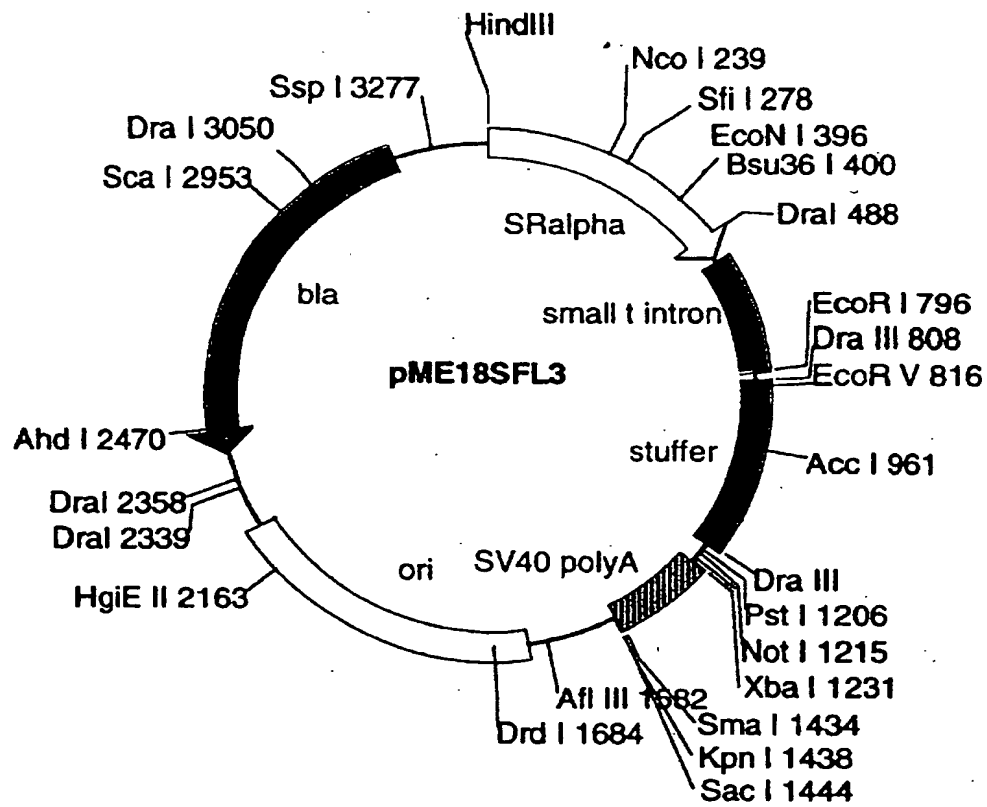 HindIII
Nco I 239
Ssp I 3277
Sfi I 278
Dra I 3050
EcoN I 396
Bsu36 I 400
Sca I 2953
DraI 488
SRalpha
bla
small t intron
EcoR I 796
Dra III 808
pME18SFL3
EcoR V 816
Ahd I 2470
stuffer
Acc I 961
DraI 2358
DraI 2339
ori
SV40 polyA
Dra III
HgiE II 2163
Pst I 1206
Not I 1215
Xba I 1231
Afl III 1682
Drd I 1684
Sma I 1434
Kpn I 1438
Sac I 1444